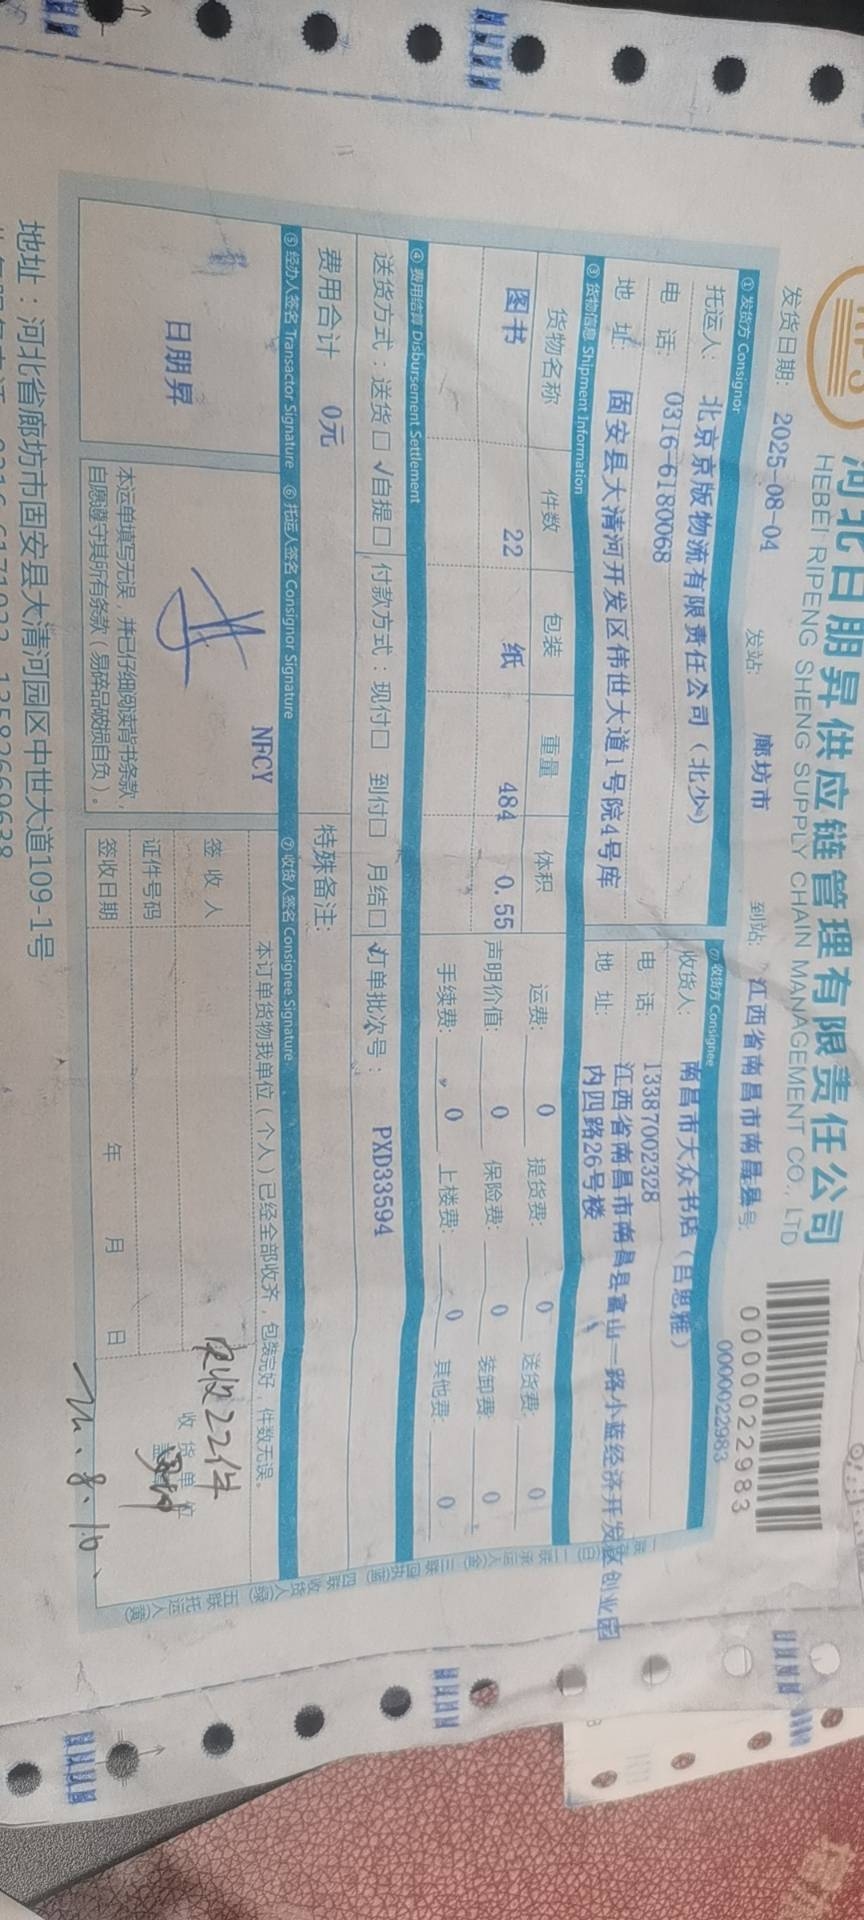 河北日朋昇供应链管理有限责任公司
HEBEI RIPENG SHENG SUPPLY CHAIN MANAGEMENT CO., LTD
0000022983
0000022983
发货日期: 2025-08-04 发站: 廊坊市 到站: 江西省南昌市南昌县 号:
① 发货方 Consignor
收货方 Consignee
托运人: 北京京版物流有限责任公司（北少）
收货人: 南昌市大众书店（吕思雅）
电 话: 0316-6180068
电 话: 13387002328
地 址: 固安县大清河开发区伟世大道1号院4号库
地 址: 江西省南昌市南昌县富山一路小蓝经济开发区创业园
内四路26号楼
③ 货物信息 Shipment Information
货物名称 件数 包装 重量 体积
图书 22 纸 484 0.55
运费: 0 提货费: 0 送货费: 0
声明价值: 0 保险费: 0 装卸费: 0
手续费: 0 上楼费: 0 其他费: 0
④ 费用结算 Disbursement Settlement
送货方式：送货□ √自提□ 付款方式：现付□ 到付□ 月结□ √订单批次号： PXD33594
费用合计 0元
特殊备注:
⑤ 经办人签名 Transactor Signature ⑥ 托运人签名 Consignor Signature ⑦ 收货人签名 Consignee Signature
日朋昇
NFCY
本运单填写无误，并已仔细阅读背书条款，
自愿遵守其所有条款（易碎品破损自负）。
本订单货物我单位（个人）已经全部收齐，包装完好，件数无误。
签 收 人
证件号码
签收日期 年 月 日
收货单位
22件
8.10.
地址：河北省廊坊市固安县大清河园区中世大道109-1号